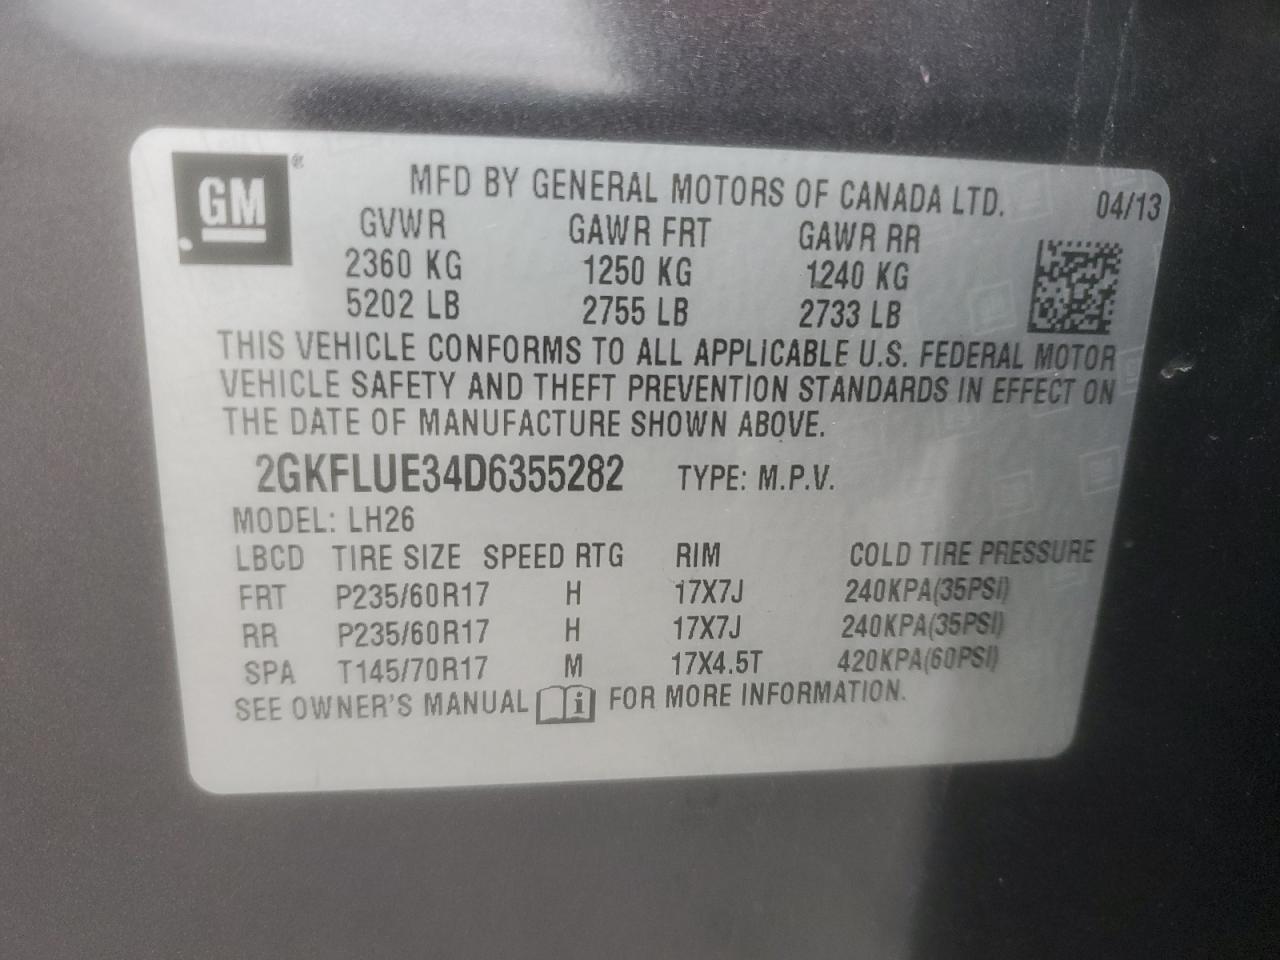 GM®
MFD BY GENERAL MOTORS OF CANADA LTD. 04/13
GVWR GAWR FRT GAWR RR
2360 KG 1250 KG 1240 KG
5202 LB 2755 LB 2733 LB
THIS VEHICLE CONFORMS TO ALL APPLICABLE U.S. FEDERAL MOTOR
VEHICLE SAFETY AND THEFT PREVENTION STANDARDS IN EFFECT ON
THE DATE OF MANUFACTURE SHOWN ABOVE.
2GKFLUE34D6355282 TYPE: M.P.V.
MODEL: LH26
LBCD TIRE SIZE SPEED RTG RIM COLD TIRE PRESSURE
FRT P235/60R17 H 17X7J 240KPA(35PSI)
RR P235/60R17 H 17X7J 240KPA(35PSI)
SPA T145/70R17 M 17X4.5T 420KPA(60PSI)
SEE OWNER'S MANUAL i FOR MORE INFORMATION.